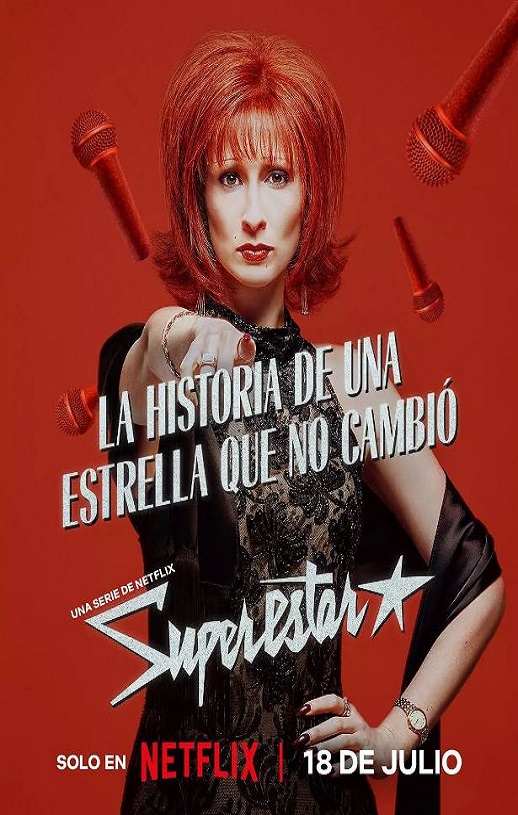 LA HISTORIA DE UNA
ESTRELLA QUE NO CAMBIÓ
UNA SERIE DE NETFLIX
Superestar
SOLO EN NETFLIX | 18 DE JULIO